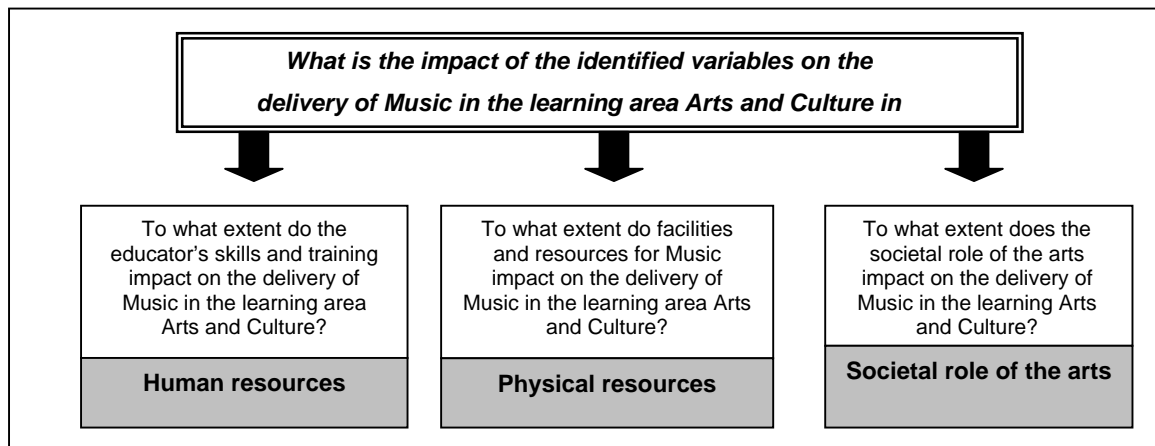 What is the impact of the identified variables on the
delivery of Music in the learning area Arts and Culture in
To what extent do the
educator's skills and training
impact on the delivery of
Music in the learning area
Arts and Culture?
Human resources
To what extent do facilities
and resources for Music
impact on the delivery of
Music in the learning area Arts
and Culture?
Physical resources
To what extent does the
societal role of the arts
impact on the delivery of
Music in the learning Arts
and Culture?
Societal role of the arts